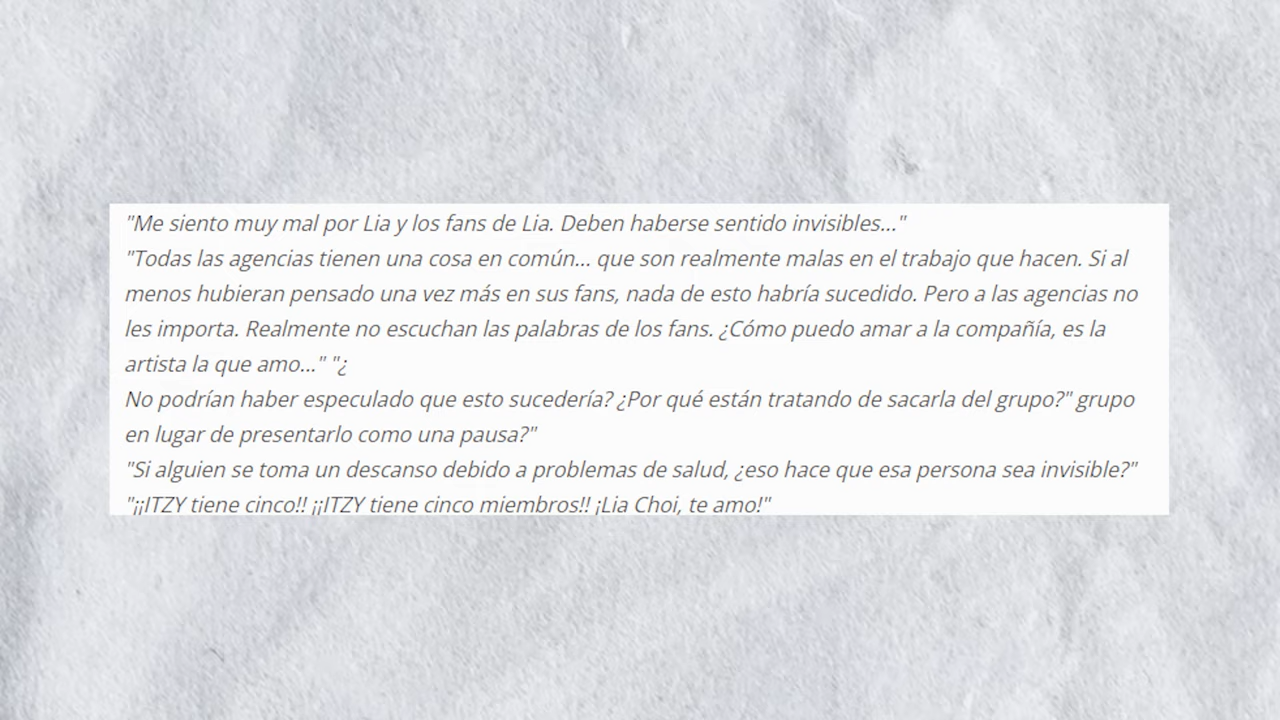 "Me siento muy mal por Lia y los fans de Lia. Deben haberse sentido invisibles..."
"Todas las agencias tienen una cosa en común... que son realmente malas en el trabajo que hacen. Si al
menos hubieran pensado una vez más en sus fans, nada de esto habría sucedido. Pero a las agencias no
les importa. Realmente no escuchan las palabras de los fans. ¿Cómo puedo amar a la compañía, es la
artista la que amo..." "¿
No podrían haber especulado que esto sucedería? ¿Por qué están tratando de sacarla del grupo?" grupo
en lugar de presentarlo como una pausa?"
"Si alguien se toma un descanso debido a problemas de salud, ¿eso hace que esa persona sea invisible?"
"¡¡ITZY tiene cinco!! ¡¡ITZY tiene cinco miembros!! ¡Lia Choi, te amo!"